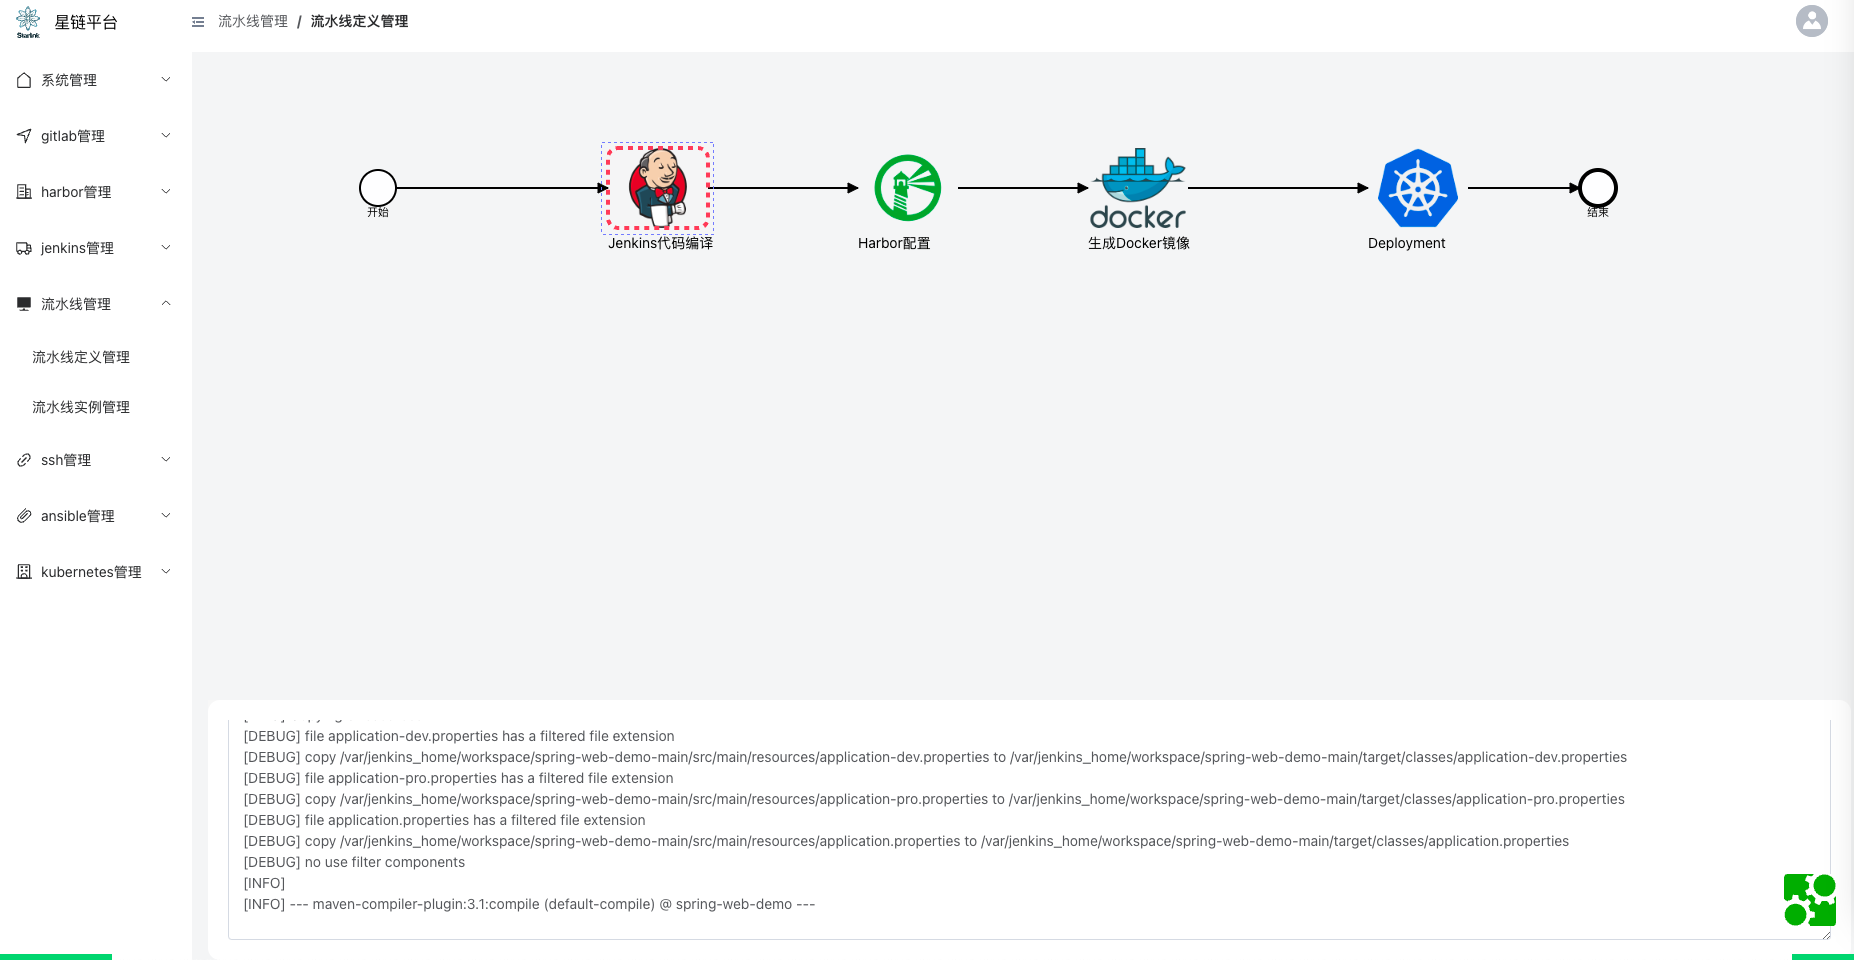 Starlink
星链平台
流水线管理 / 流水线定义管理
系统管理
gitlab管理
harbor管理
jenkins管理
流水线管理
流水线定义管理
流水线实例管理
ssh管理
ansible管理
kubernetes管理
开始
Jenkins代码编译
Harbor配置
docker
生成Docker镜像
Deployment
结束
[DEBUG] file application-dev.properties has a filtered file extension
[DEBUG] copy /var/jenkins_home/workspace/spring-web-demo-main/src/main/resources/application-dev.properties to /var/jenkins_home/workspace/spring-web-demo-main/target/classes/application-dev.properties
[DEBUG] file application-pro.properties has a filtered file extension
[DEBUG] copy /var/jenkins_home/workspace/spring-web-demo-main/src/main/resources/application-pro.properties to /var/jenkins_home/workspace/spring-web-demo-main/target/classes/application-pro.properties
[DEBUG] file application.properties has a filtered file extension
[DEBUG] copy /var/jenkins_home/workspace/spring-web-demo-main/src/main/resources/application.properties to /var/jenkins_home/workspace/spring-web-demo-main/target/classes/application.properties
[DEBUG] no use filter components
[INFO]
[INFO] --- maven-compiler-plugin:3.1:compile (default-compile) @ spring-web-demo ---